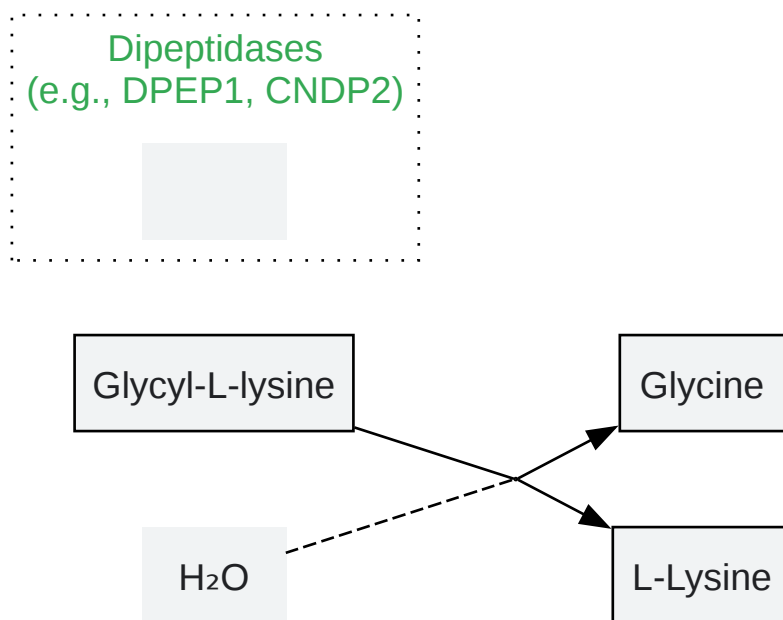 Dipeptidases
(e.g., DPEP1, CNDP2)
Glycyl-L-lysine
Glycine
H₂O
L-Lysine